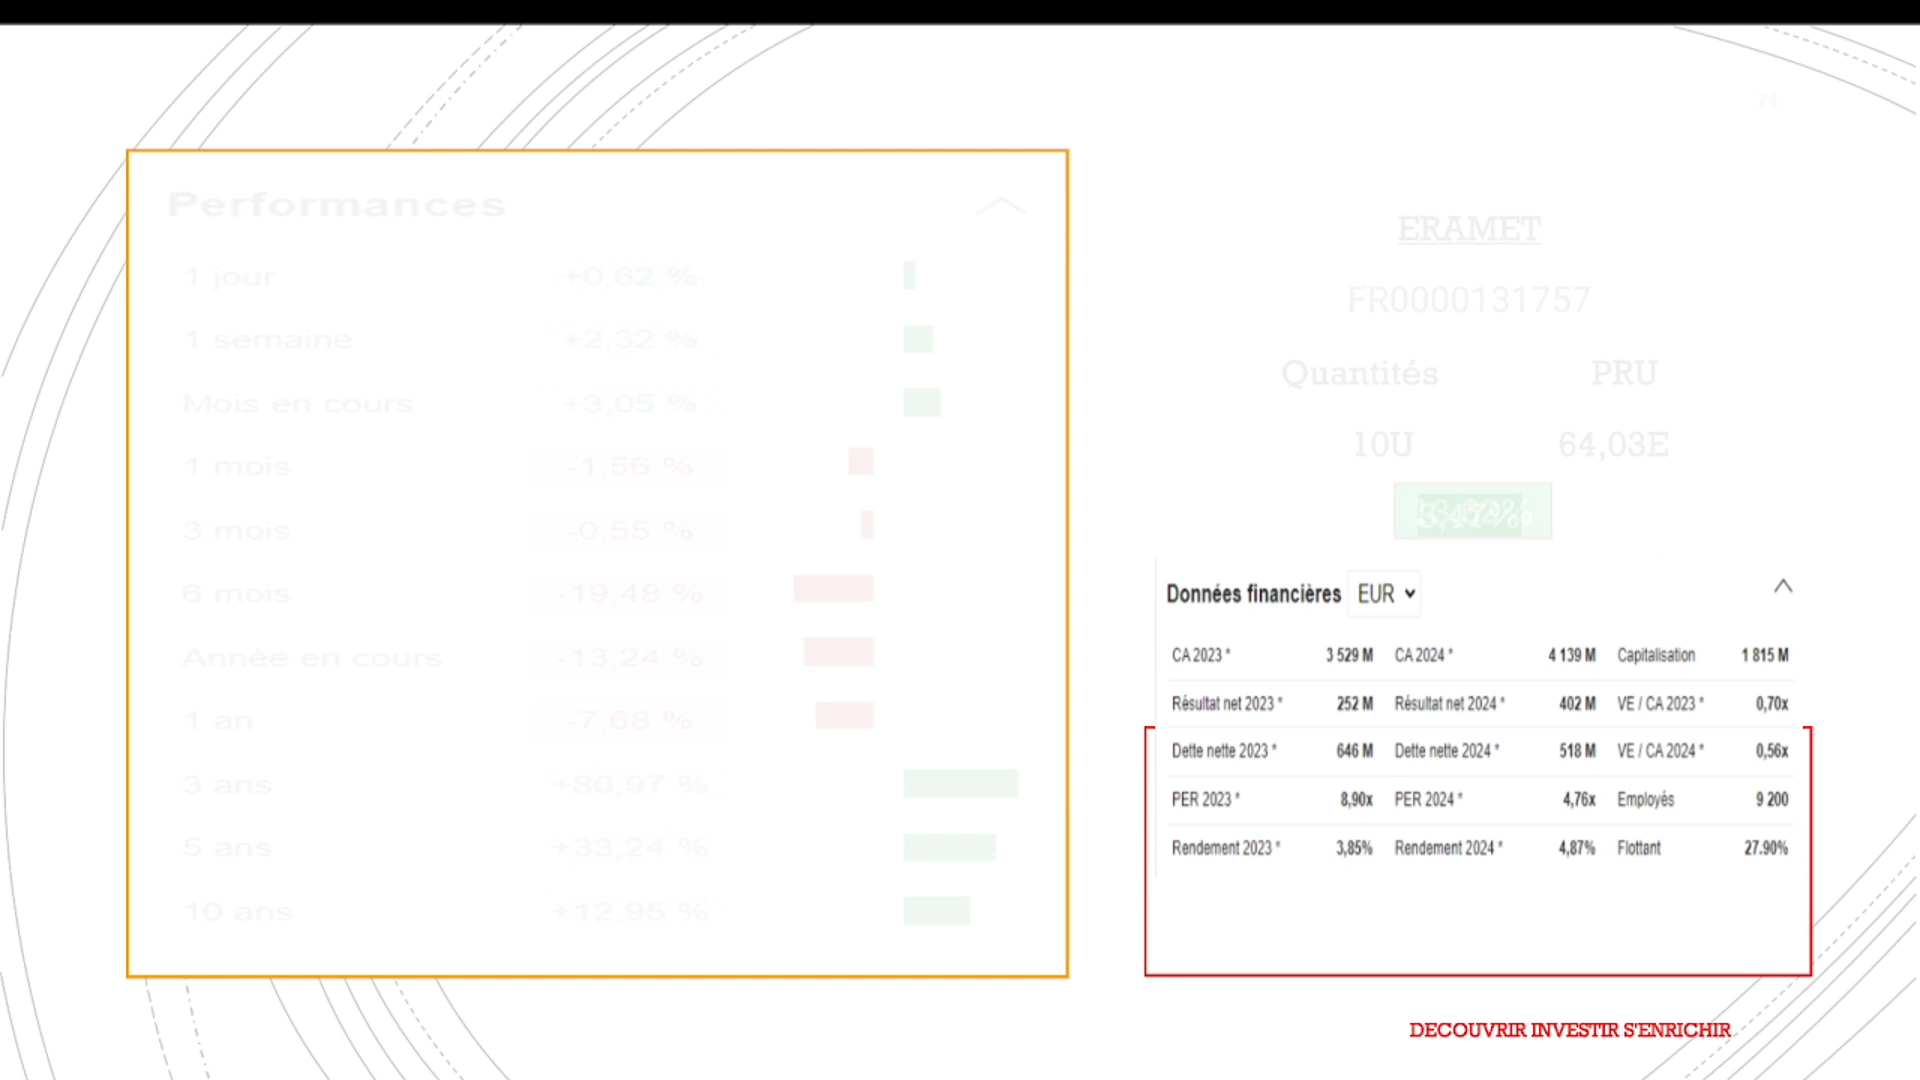 74
Performances
1 jour +0,62 %
1 semaine +2,32 %
Mois en cours +3,05 %
1 mois -1,56 %
3 mois -0,55 %
6 mois -19,48 %
Année en cours -13,24 %
1 an -7,68 %
3 ans +80,97 %
5 ans +33,24 %
10 ans +12,95 %
ERAMET
FR0000131757
Quantités PRU
10U 64,03E
Données financières EUR
CA 2023 * 3 529 M CA 2024 * 4 139 M Capitalisation 1 815 M
Résultat net 2023 * 252 M Résultat net 2024 * 402 M VE / CA 2023 * 0,70x
Dette nette 2023 * 646 M Dette nette 2024 * 518 M VE / CA 2024 * 0,56x
PER 2023 * 8,90x PER 2024 * 4,76x Employés 9 200
Rendement 2023 * 3,85% Rendement 2024 * 4,87% Flottant 27.90%
DECOUVRIR INVESTIR S'ENRICHIR